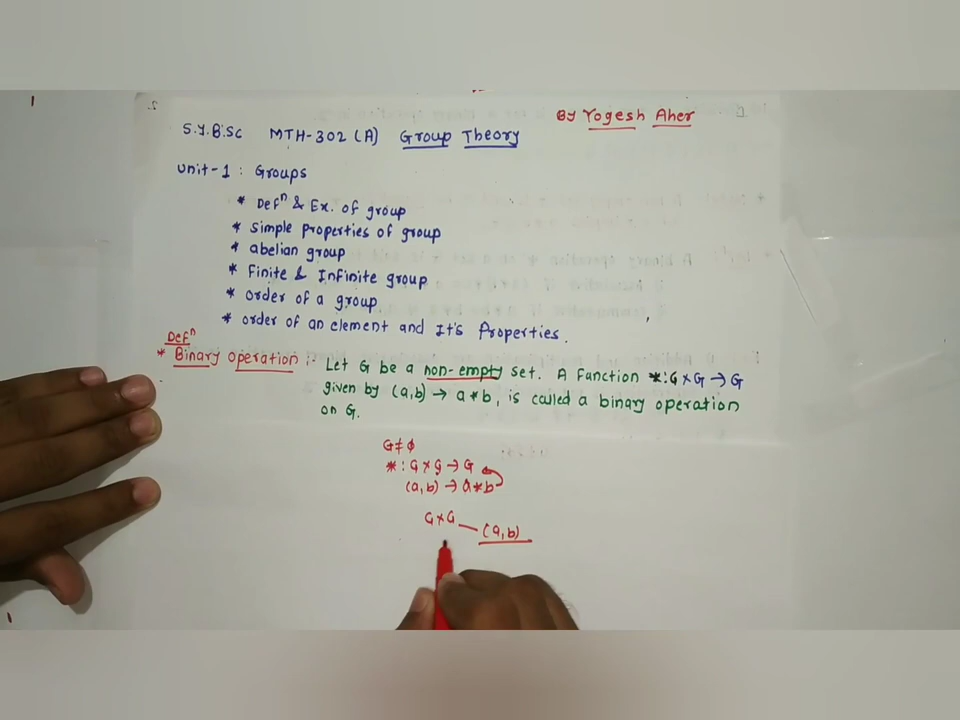 By Yogesh Aher
S.Y.B.Sc MTH-302 (A) Group Theory
Unit-1 : Groups
* Defⁿ & Ex. of group
* Simple properties of group
* abelian group
* Finite & Infinite group
* order of a group
* order of an element and It's Properties.
Defⁿ
* Binary operation :- Let G be a non-empty set. A Function *:G×G→G
given by (a,b) → a*b, is called a binary operation
on G.
G≠ϕ
*: G×G→G
(a,b) → a*b
G×G — (a,b)